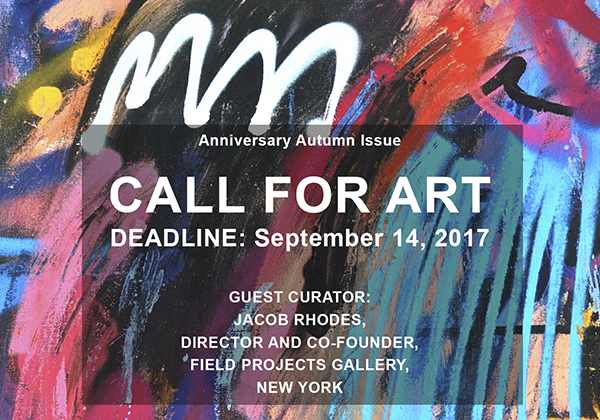 Anniversary Autumn Issue
CALL FOR ART
DEADLINE: September 14, 2017
GUEST CURATOR:
JACOB RHODES,
DIRECTOR AND CO-FOUNDER,
FIELD PROJECTS GALLERY,
NEW YORK